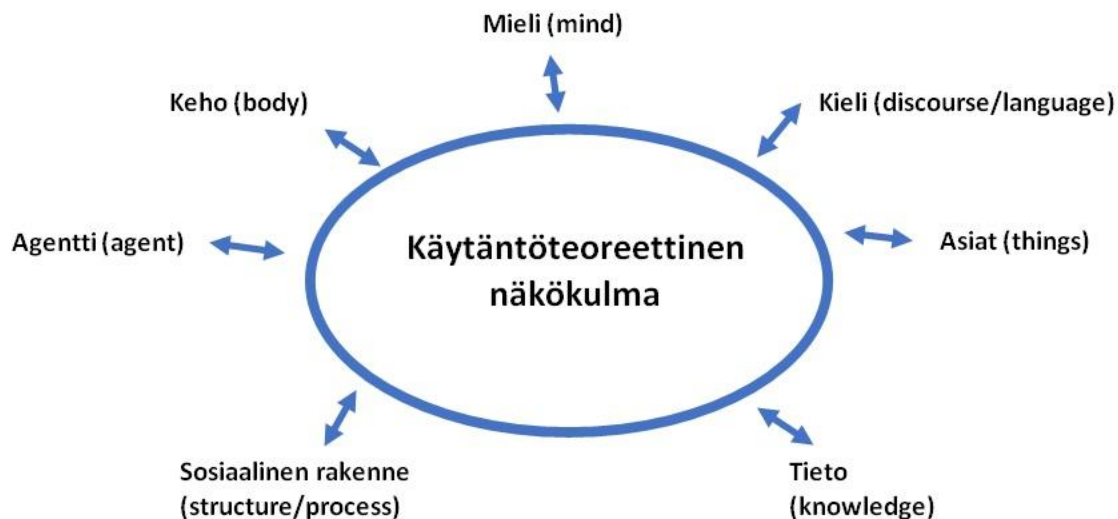 Mieli (mind)
Keho (body)
Kieli (discourse/language)
Agentti (agent)
Käytäntöteoreettinen
näkökulma
Asiat (things)
Sosiaalinen rakenne
(structure/process)
Tieto
(knowledge)